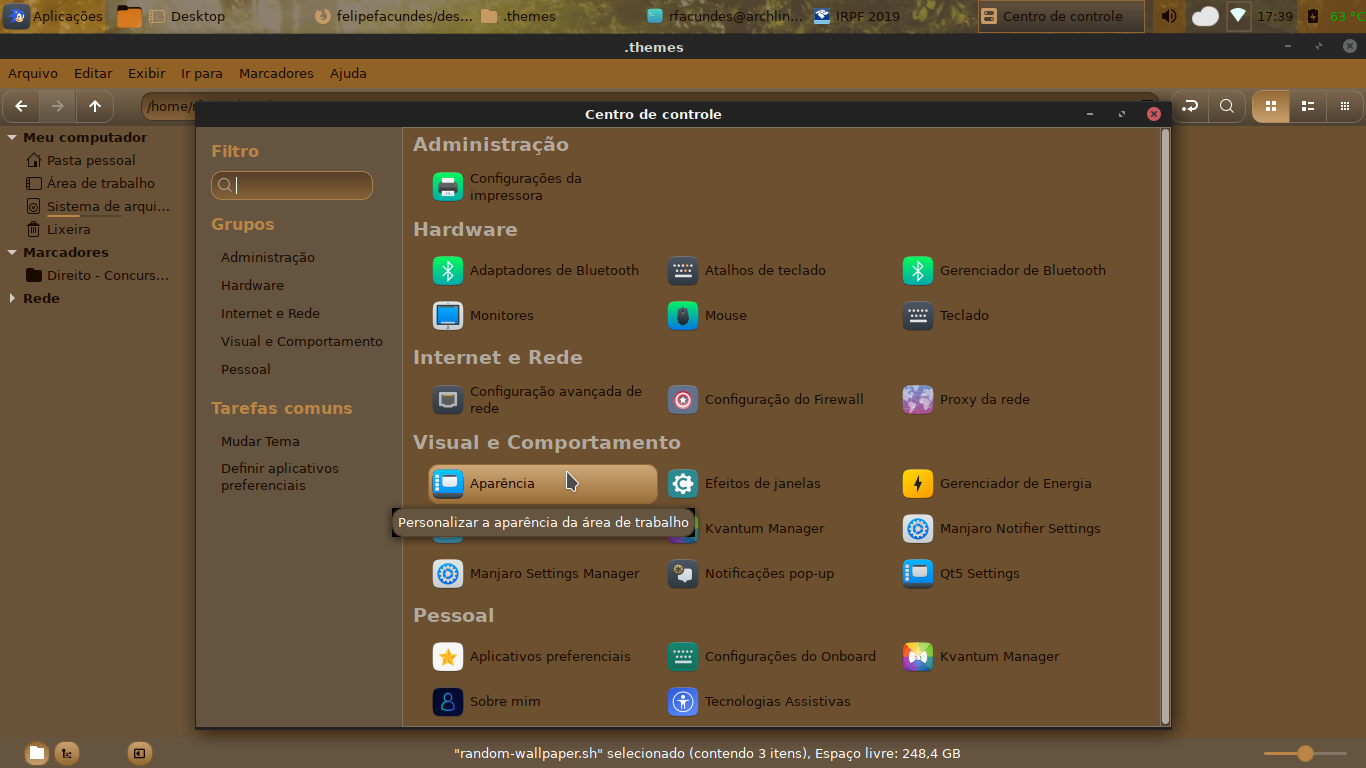 Aplicações
Desktop
felipefacundes/des...
.themes
rfacundes@archlin...
IRPF 2019
Centro de controle
17:39
63 °C
.themes
Arquivo Editar Exibir Ir para Marcadores Ajuda
/home/
Meu computador
Pasta pessoal
Área de trabalho
Sistema de arqui...
Lixeira
Marcadores
Direito - Concurs...
Rede
Centro de controle
Filtro
Grupos
Administração
Hardware
Internet e Rede
Visual e Comportamento
Pessoal
Tarefas comuns
Mudar Tema
Definir aplicativos
preferenciais
Administração
Configurações da
impressora
Hardware
Adaptadores de Bluetooth
Atalhos de teclado
Gerenciador de Bluetooth
Monitores
Mouse
Teclado
Internet e Rede
Configuração avançada de
rede
Configuração do Firewall
Proxy da rede
Visual e Comportamento
Aparência
Efeitos de janelas
Gerenciador de Energia
Personalizar a aparência da área de trabalho
Kvantum Manager
Manjaro Notifier Settings
Manjaro Settings Manager
Notificações pop-up
Qt5 Settings
Pessoal
Aplicativos preferenciais
Configurações do Onboard
Kvantum Manager
Sobre mim
Tecnologias Assistivas
"random-wallpaper.sh" selecionado (contendo 3 itens), Espaço livre: 248,4 GB